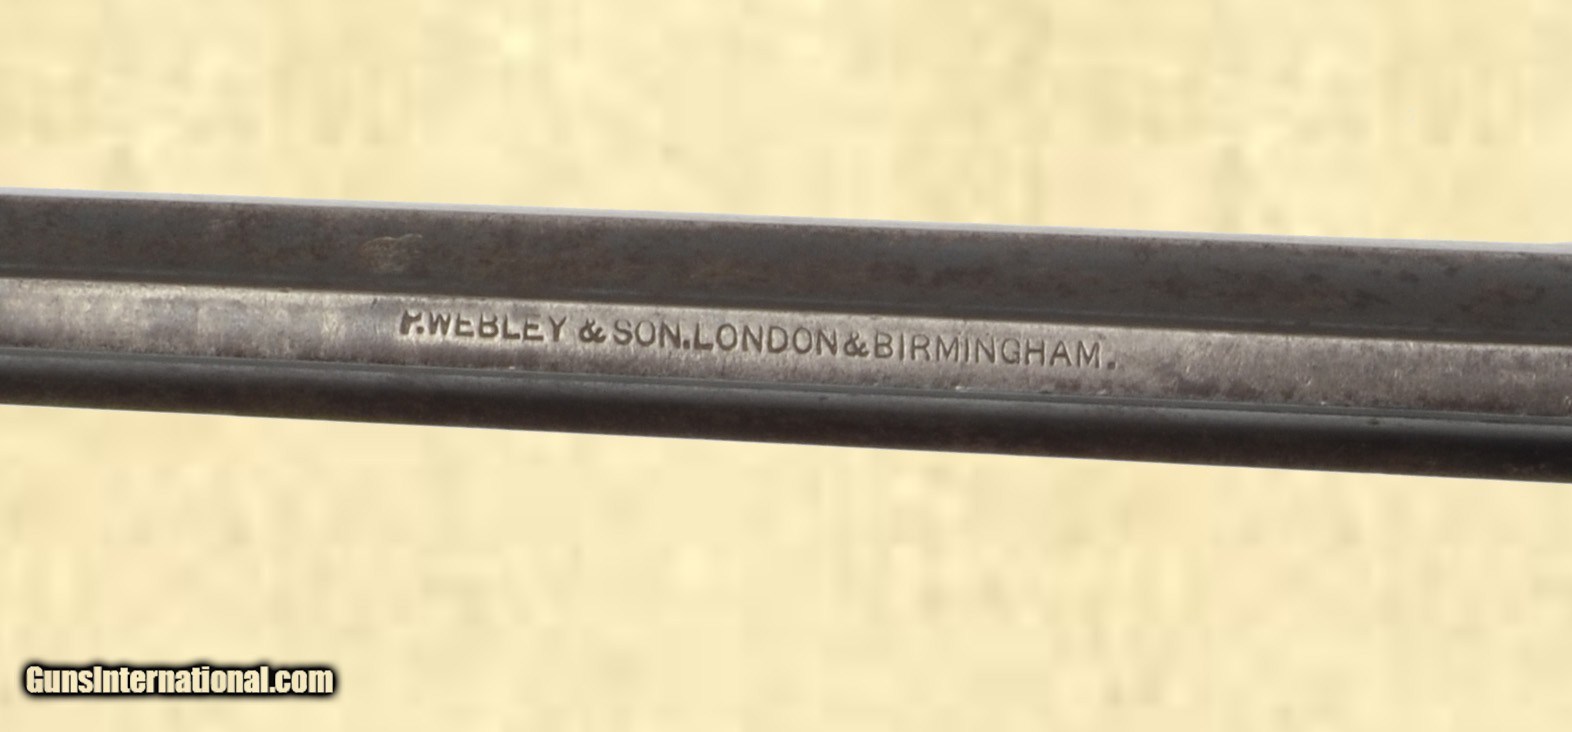 P.WEBLEY & SON.LONDON & BIRMINGHAM.
GunsInternational.com